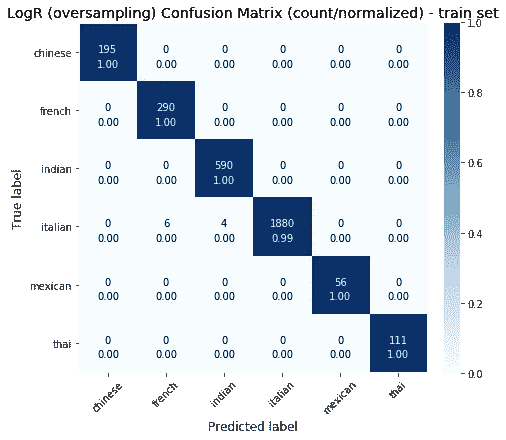 LogR (oversampling) Confusion Matrix (count/normalized) - train set
chinese 195 0 0 0 0 0
1.00 0.00 0.00 0.00 0.00 0.00
french 0 290 0 0 0 0
0.00 1.00 0.00 0.00 0.00 0.00
indian 0 0 590 0 0 0
0.00 0.00 1.00 0.00 0.00 0.00
italian 0 6 4 1880 0 0
0.00 0.00 0.00 0.99 0.00 0.00
mexican 0 0 0 0 56 0
0.00 0.00 0.00 0.00 1.00 0.00
thai 0 0 0 0 0 111
0.00 0.00 0.00 0.00 0.00 1.00
chinese french indian italian mexican thai
Predicted label
True label
1.0
0.8
0.6
0.4
0.2
0.0